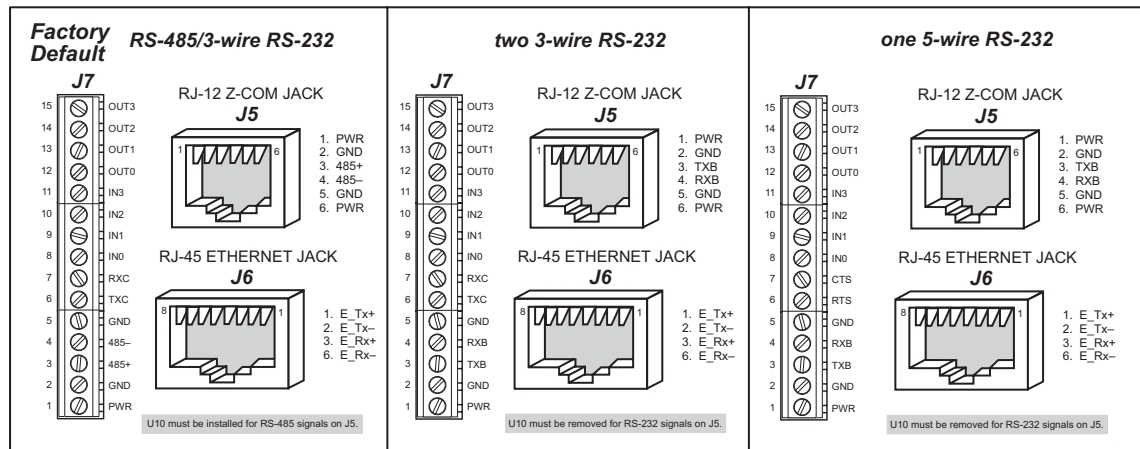 Factory
Default
RS-485/3-wire RS-232
J7
15 OUT3
14 OUT2
13 OUT1
12 OUT0
11 IN3
10 IN2
9 IN1
8 IN0
7 RXC
6 TXC
5 GND
4 485–
3 485+
2 GND
1 PWR
RJ-12 Z-COM JACK
J5
1 6
1. PWR
2. GND
3. 485+
4. 485–
5. GND
6. PWR
RJ-45 ETHERNET JACK
J6
8 1
1. E_Tx+
2. E_Tx–
3. E_Rx+
6. E_Rx–
U10 must be installed for RS-485 signals on J5.
two 3-wire RS-232
J7
15 OUT3
14 OUT2
13 OUT1
12 OUT0
11 IN3
10 IN2
9 IN1
8 IN0
7 RXC
6 TXC
5 GND
4 RXB
3 TXB
2 GND
1 PWR
RJ-12 Z-COM JACK
J5
1 6
1. PWR
2. GND
3. TXB
4. RXB
5. GND
6. PWR
RJ-45 ETHERNET JACK
J6
8 1
1. E_Tx+
2. E_Tx–
3. E_Rx+
6. E_Rx–
U10 must be removed for RS-232 signals on J5.
one 5-wire RS-232
J7
15 OUT3
14 OUT2
13 OUT1
12 OUT0
11 IN3
10 IN2
9 IN1
8 IN0
7 CTS
6 RTS
5 GND
4 RXB
3 TXB
2 GND
1 PWR
RJ-12 Z-COM JACK
J5
1 6
1. PWR
2. GND
3. TXB
4. RXB
5. GND
6. PWR
RJ-45 ETHERNET JACK
J6
8 1
1. E_Tx+
2. E_Tx–
3. E_Rx+
6. E_Rx–
U10 must be removed for RS-232 signals on J5.